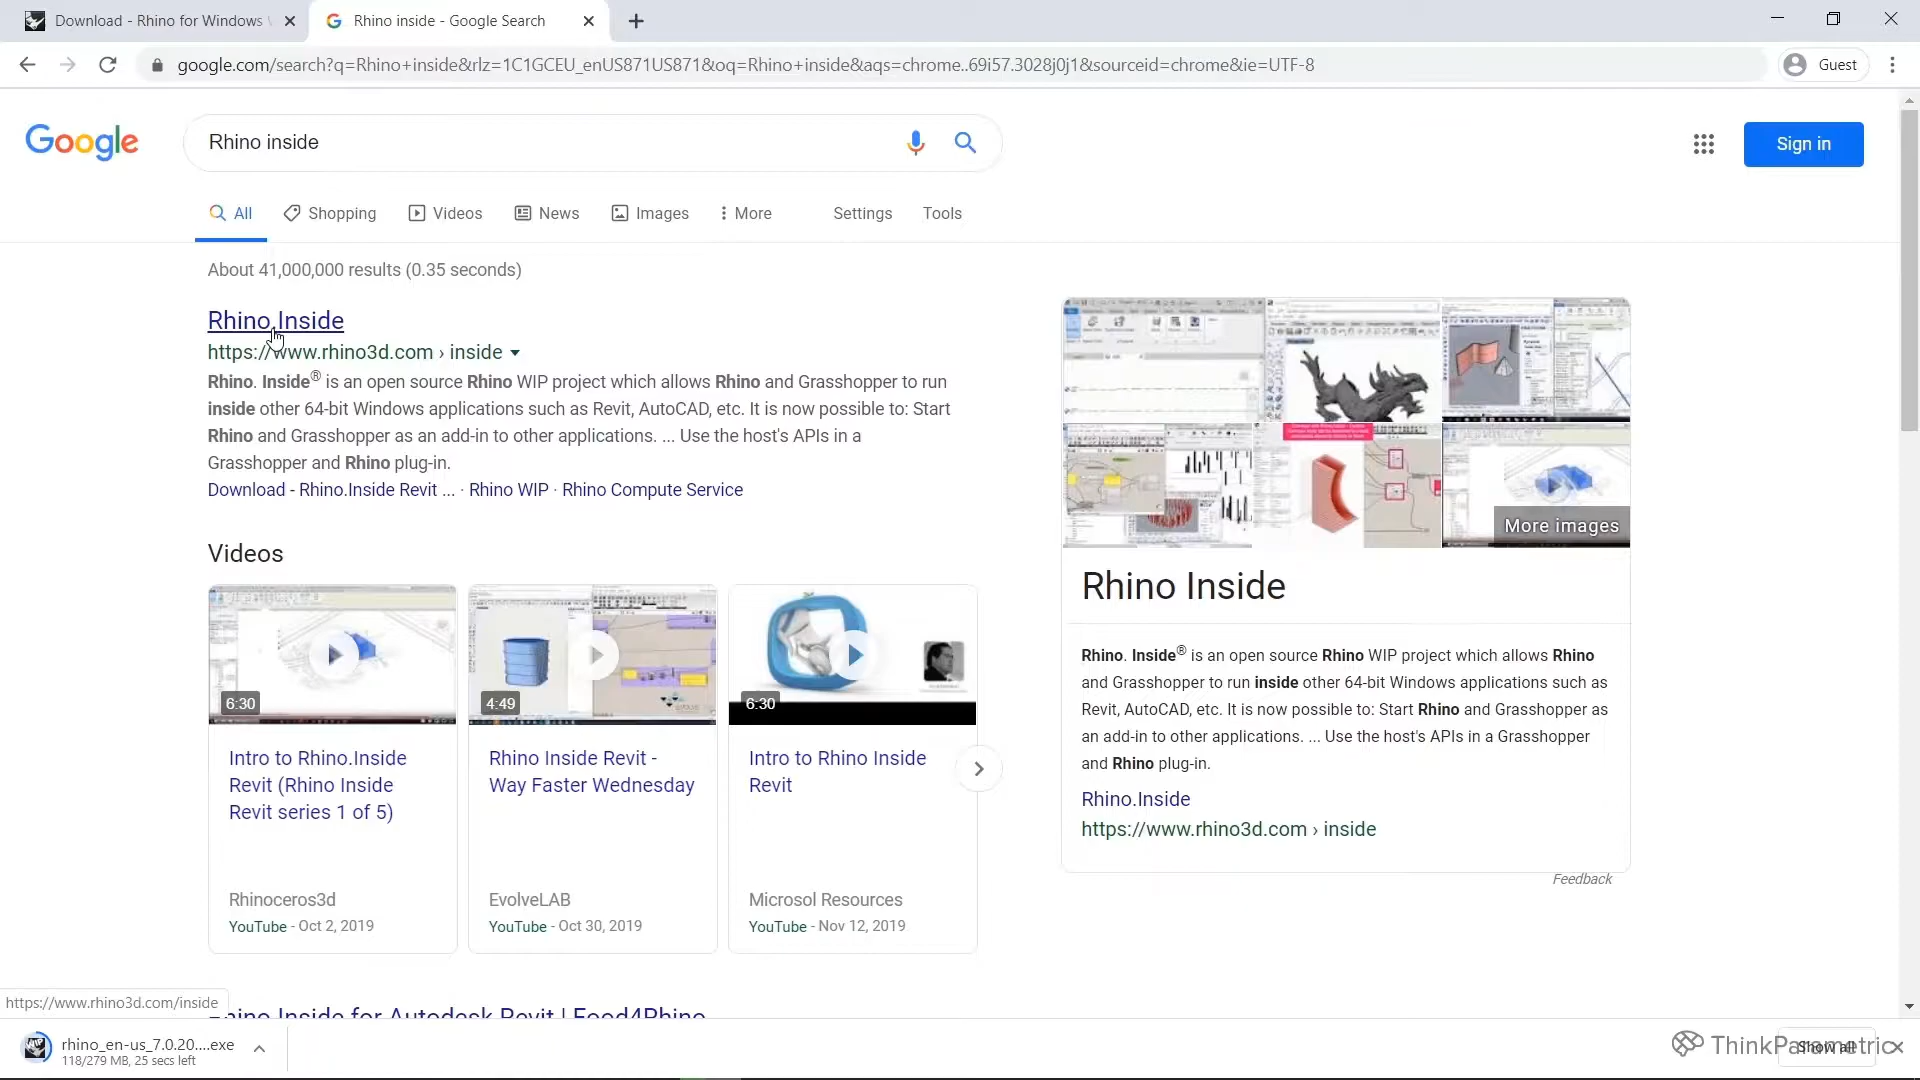 Download - Rhino for Windows
Rhino inside - Google Search
google.com/search?q=Rhino+inside&rlz=1C1GCEU_enUS871US871&oq=Rhino+inside&aqs=chrome..69i57.3028j0j1&sourceid=chrome&ie=UTF-8
Guest
Google
Rhino inside
Sign in
All
Shopping
Videos
News
Images
More
Settings
Tools
About 41,000,000 results (0.35 seconds)
Rhino.Inside
https://www.rhino3d.com › inside
Rhino. Inside® is an open source Rhino WIP project which allows Rhino and Grasshopper to run
inside other 64-bit Windows applications such as Revit, AutoCAD, etc. It is now possible to: Start
Rhino and Grasshopper as an add-in to other applications. ... Use the host's APIs in a
Grasshopper and Rhino plug-in.
Download - Rhino.Inside Revit ... · Rhino WIP · Rhino Compute Service
Videos
6:30
4:49
6:30
Intro to Rhino.Inside
Revit (Rhino Inside
Revit series 1 of 5)
Rhinoceros3d
YouTube - Oct 2, 2019
Rhino Inside Revit -
Way Faster Wednesday
EvolveLAB
YouTube - Oct 30, 2019
Intro to Rhino Inside
Revit
Microsol Resources
YouTube - Nov 12, 2019
More images
Rhino Inside
Rhino. Inside® is an open source Rhino WIP project which allows Rhino
and Grasshopper to run inside other 64-bit Windows applications such as
Revit, AutoCAD, etc. It is now possible to: Start Rhino and Grasshopper as
an add-in to other applications. ... Use the host's APIs in a Grasshopper
and Rhino plug-in.
Rhino.Inside
https://www.rhino3d.com › inside
Feedback
https://www.rhino3d.com/inside
Rhino Inside for Autodesk Revit | Food4Rhino
rhino_en-us_7.0.20....exe
118/279 MB, 25 secs left
ThinkParametric
Show all